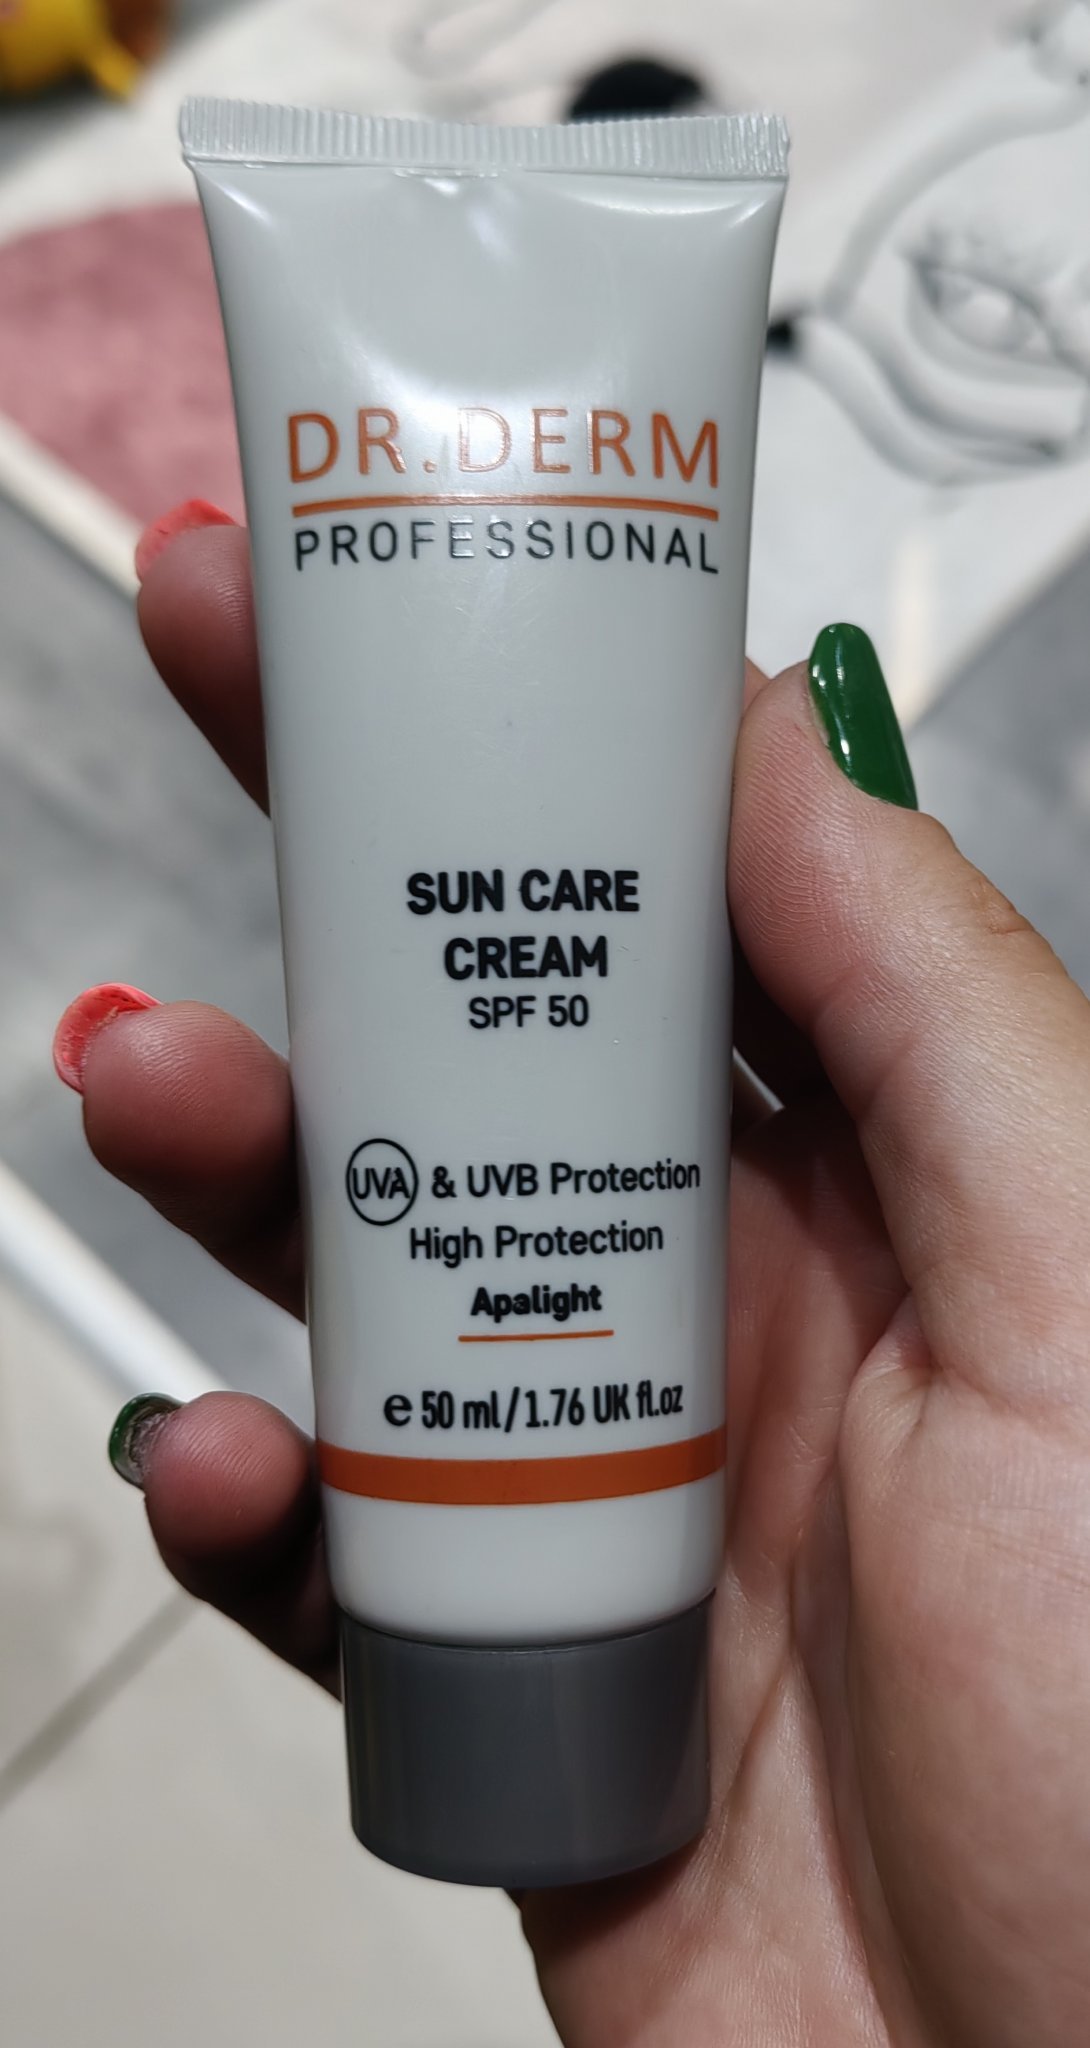 DR.DERM
PROFESSIONAL
SUN CARE
CREAM
SPF 50
UVA & UVB Protection
High Protection
Apalight
e 50 ml/1.76 UK fl.oz